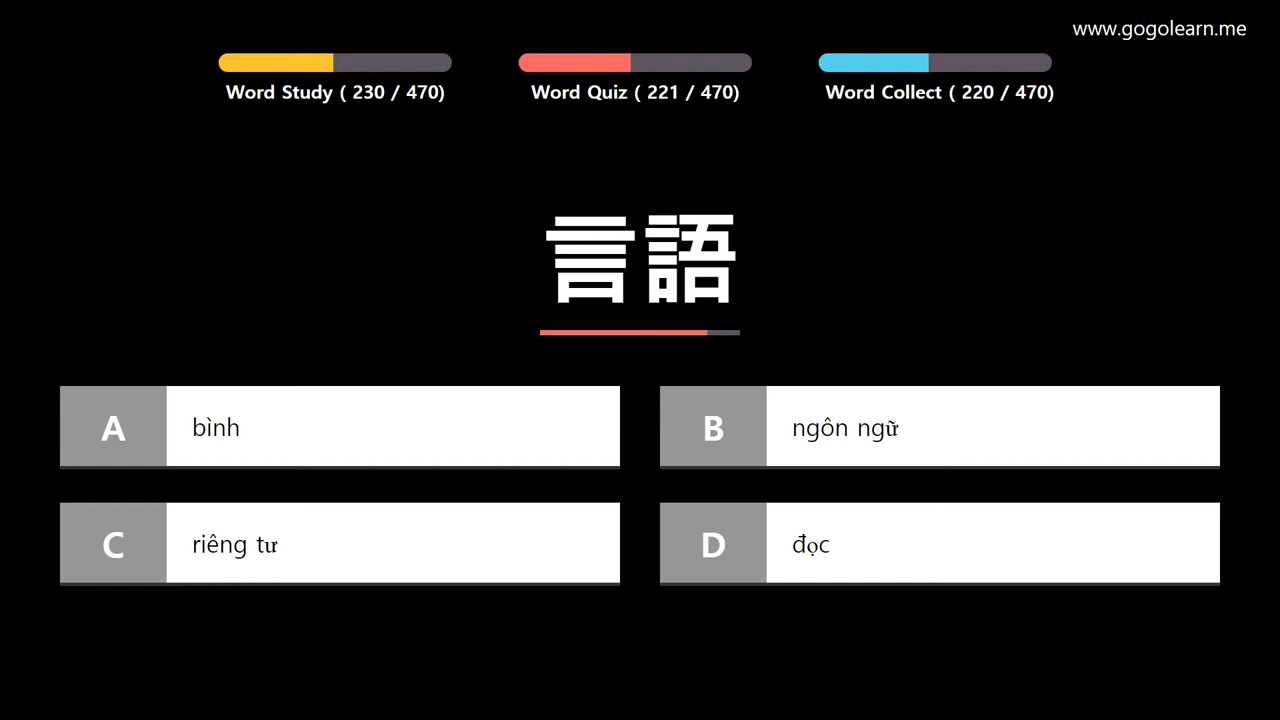 www.gogolearn.me
Word Study ( 230 / 470)
Word Quiz ( 221 / 470)
Word Collect ( 220 / 470)
言語
A
bình
B
ngôn ngữ
C
riêng tư
D
đọc